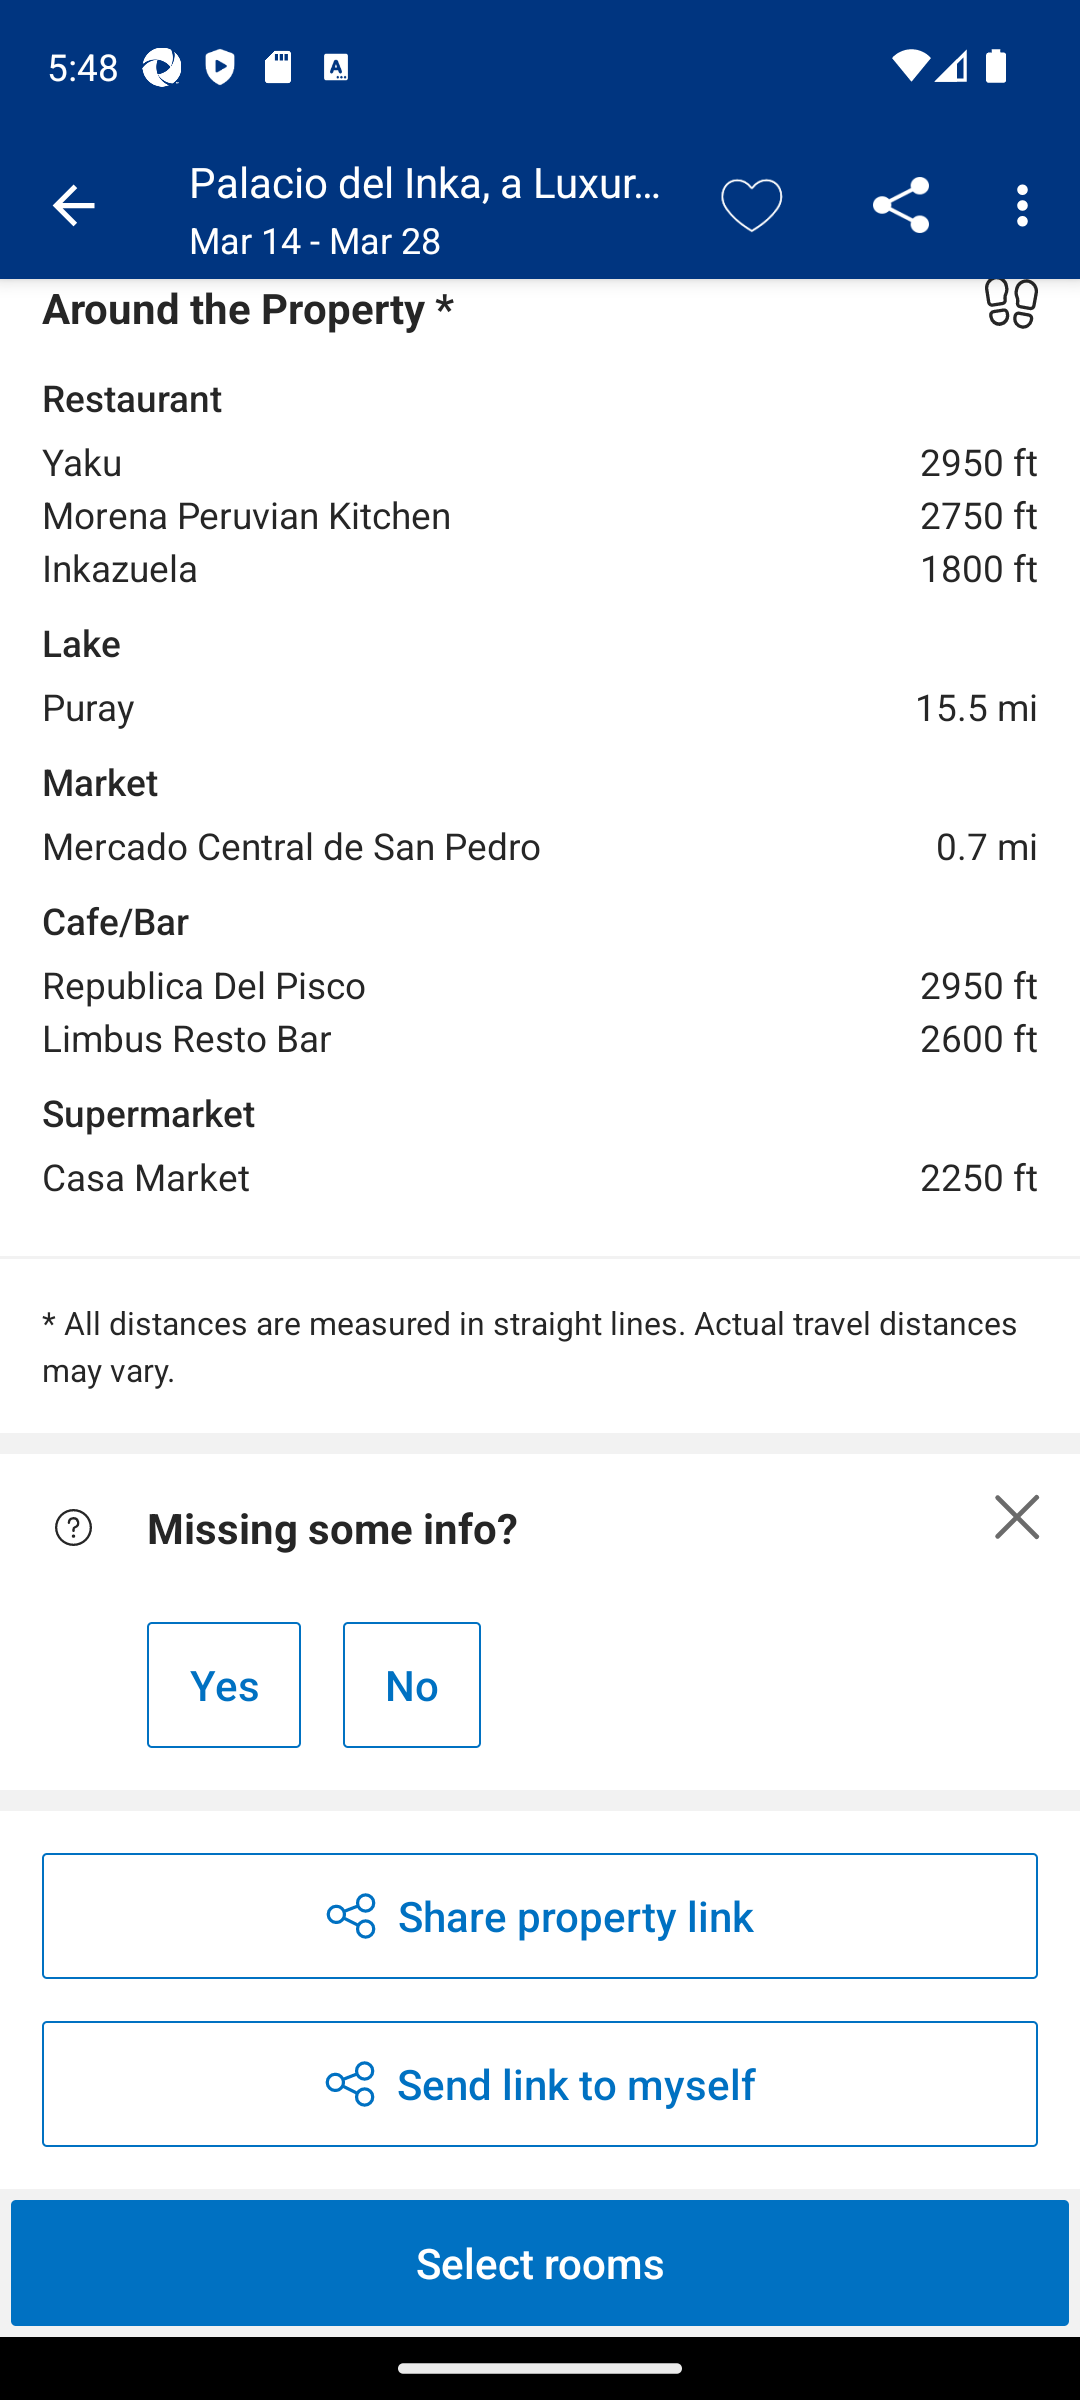 5:48
Palacio del Inka, a Luxur...
Mar 14 - Mar 28
Around the Property *
Restaurant
Yaku 2950 ft
Morena Peruvian Kitchen 2750 ft
Inkazuela 1800 ft
Lake
Puray 15.5 mi
Market
Mercado Central de San Pedro 0.7 mi
Cafe/Bar
Republica Del Pisco 2950 ft
Limbus Resto Bar 2600 ft
Supermarket
Casa Market 2250 ft
* All distances are measured in straight lines. Actual travel distances
may vary.
Missing some info?
Yes No
Share property link
Send link to myself
Select rooms